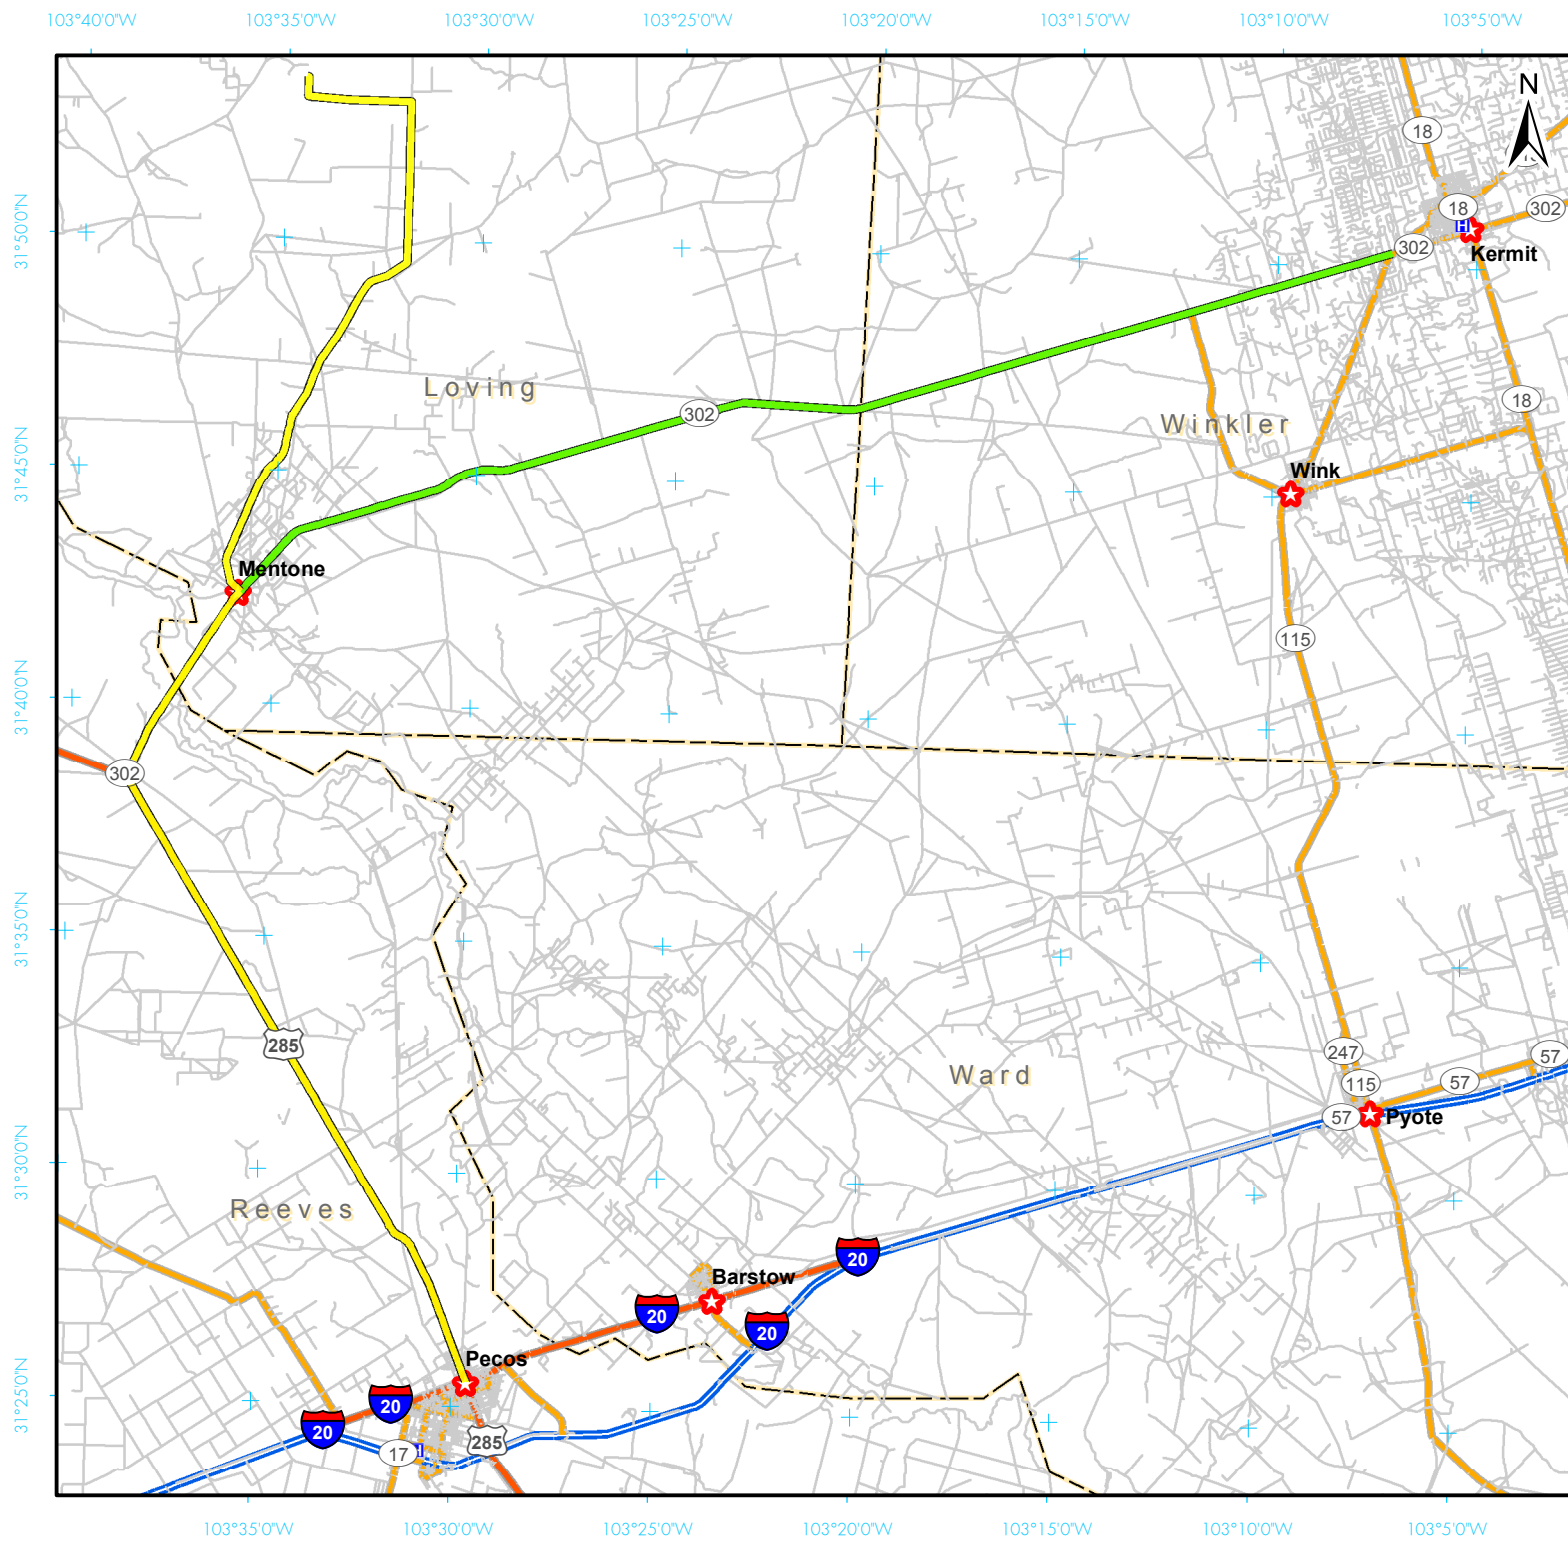 103°40'0"W
103°35'0"W
103°30'0"W
103°25'0"W
103°20'0"W
103°15'0"W
103°10'0"W
103°5'0"W
N
18
18
302
31°50'0"N
H
302
Kermit
Loving
18
302
Winkler
31°45'0"N
Wink
Mentone
115
31°40'0"N
302
31°35'0"N
285
247
57
Ward
57
115
57
Pyote
31°30'0"N
Reeves
20
Barstow
20
20
Pecos
31°25'0"N
20
20
285
17
H
103°35'0"W
103°30'0"W
103°25'0"W
103°20'0"W
103°15'0"W
103°10'0"W
103°5'0"W